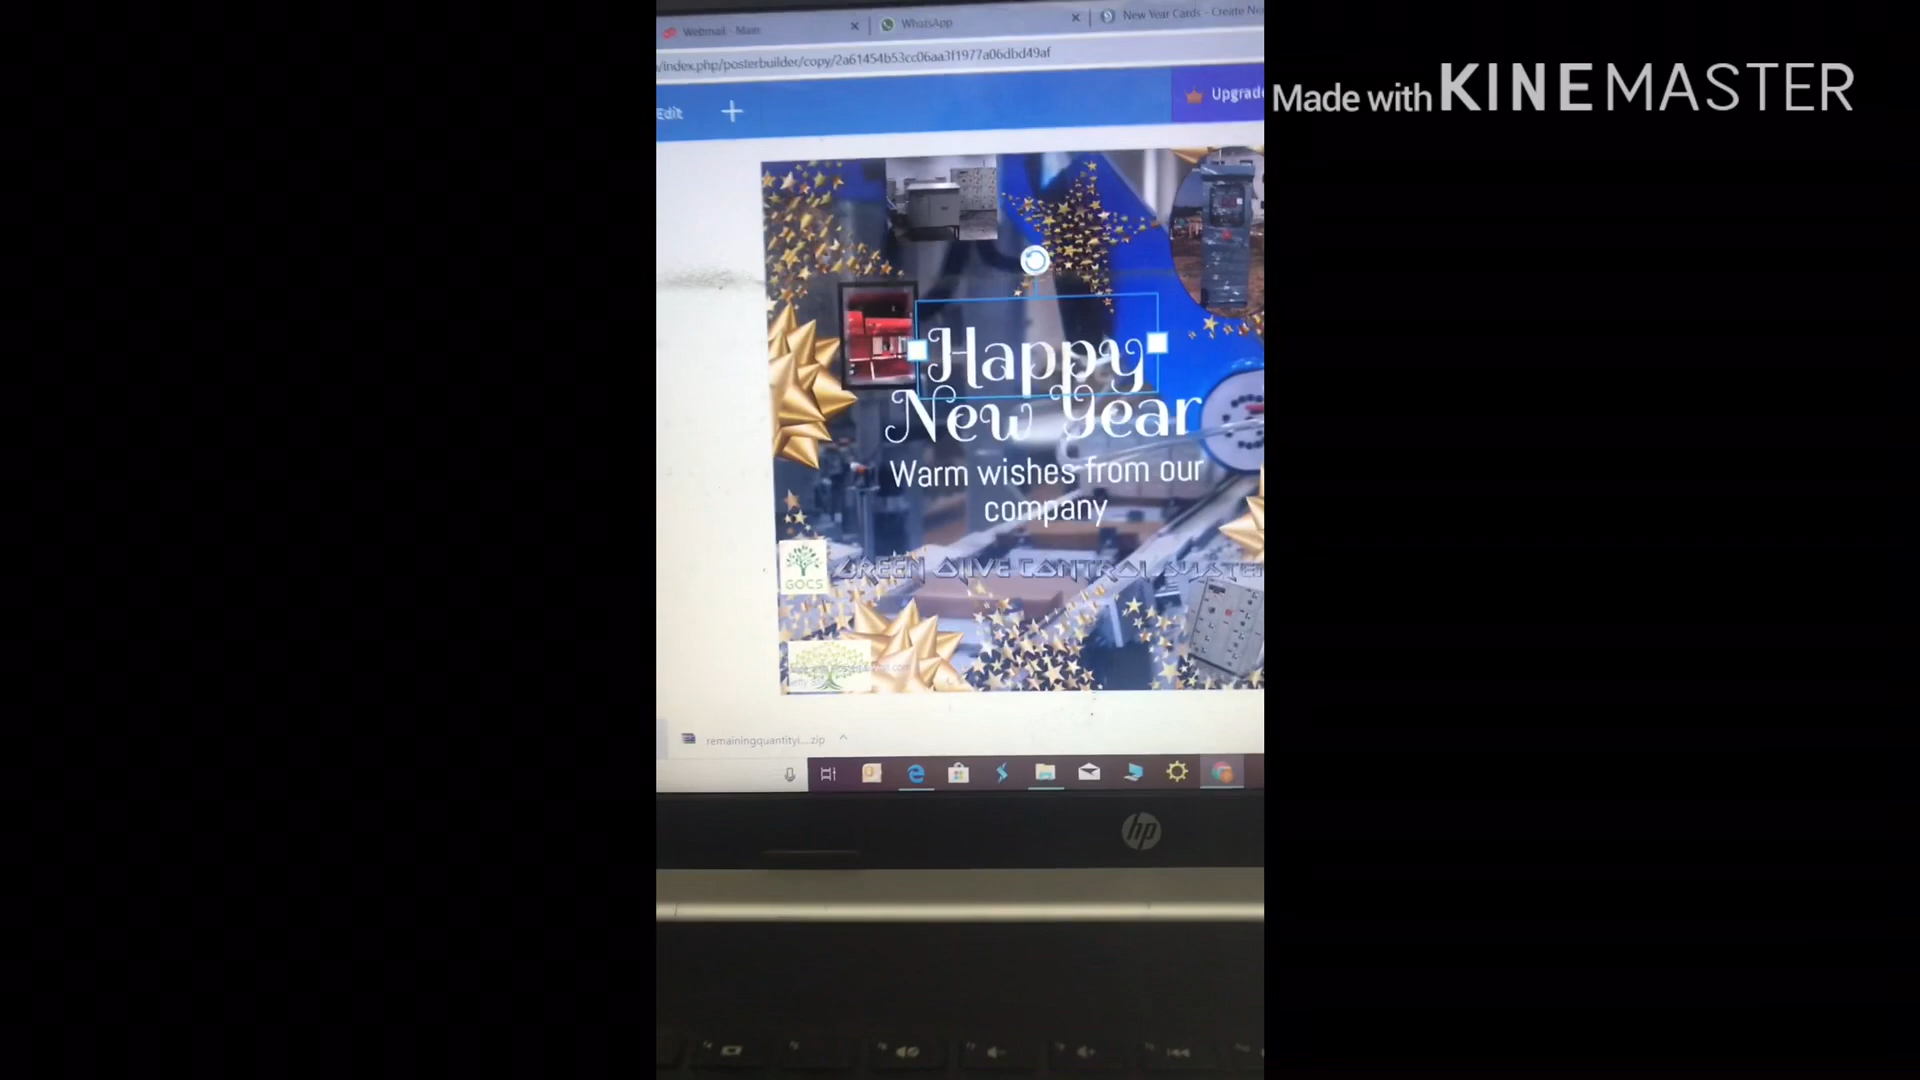 Webmail - Main
WhatsApp
New Year Cards - Create Ne
/index.php/posterbuilder/copy/2a61454b53cc06aa3f1977a06dbd49af
Edit
Upgrad
Made with KINEMASTER
Happy
New Year
Warm wishes from our
company
GOCS
GREEN OlIVE CONTROL SYSTE
remainingquantityi....zip
hp